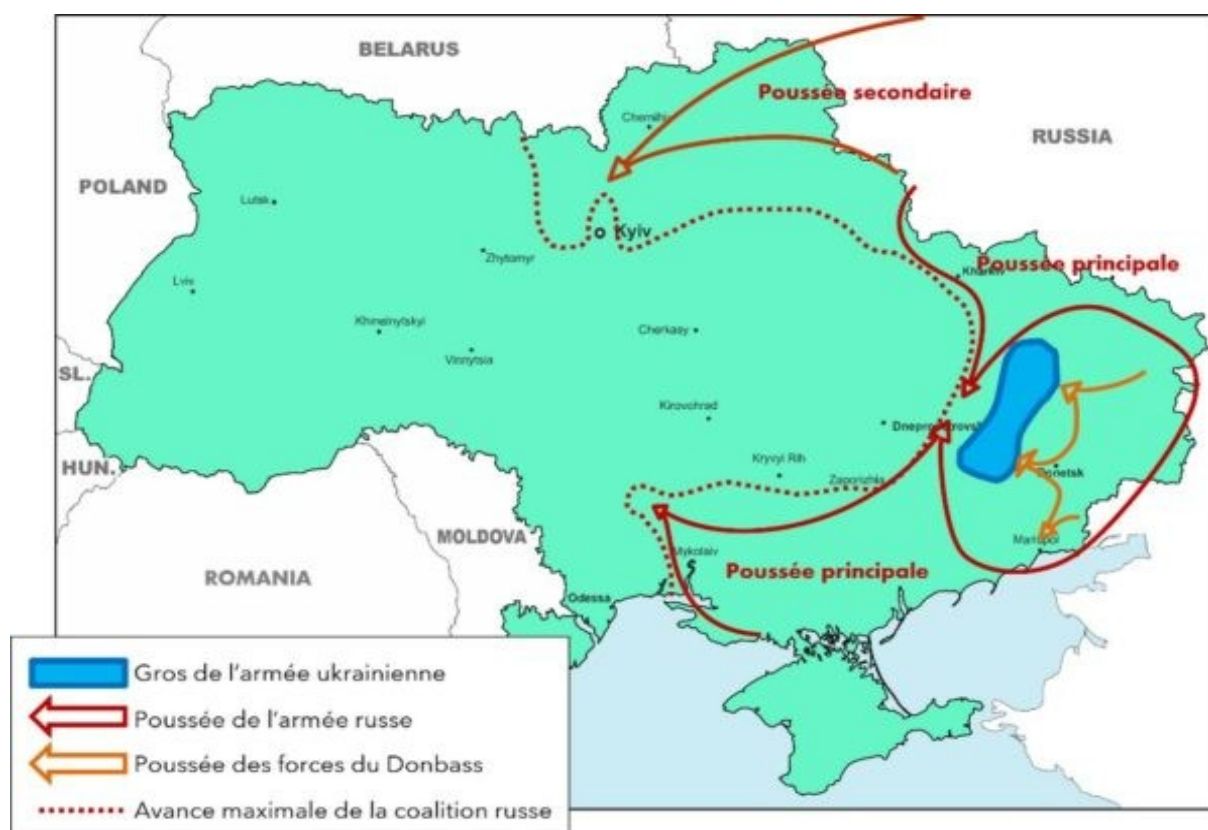 BELARUS
Poussée secondaire
Chernihiv
RUSSIA
POLAND
Lutsk
Kyiv
Zhytomyr
Poussée principale
Kharkiv
Lviv
Khmelnytskyi
Cherkasy
Vinnytsia
SL.
Kirovohrad
Dnepropetrovsk
HUN.
Kryvyi Rih
Zaporizhia
Donetsk
MOLDOVA
Mariupol
Mykolaiv
ROMANIA
Poussée principale
Odessa
Gros de l'armée ukrainienne
Poussée de l'armée russe
Poussée des forces du Donbass
Avance maximale de la coalition russe